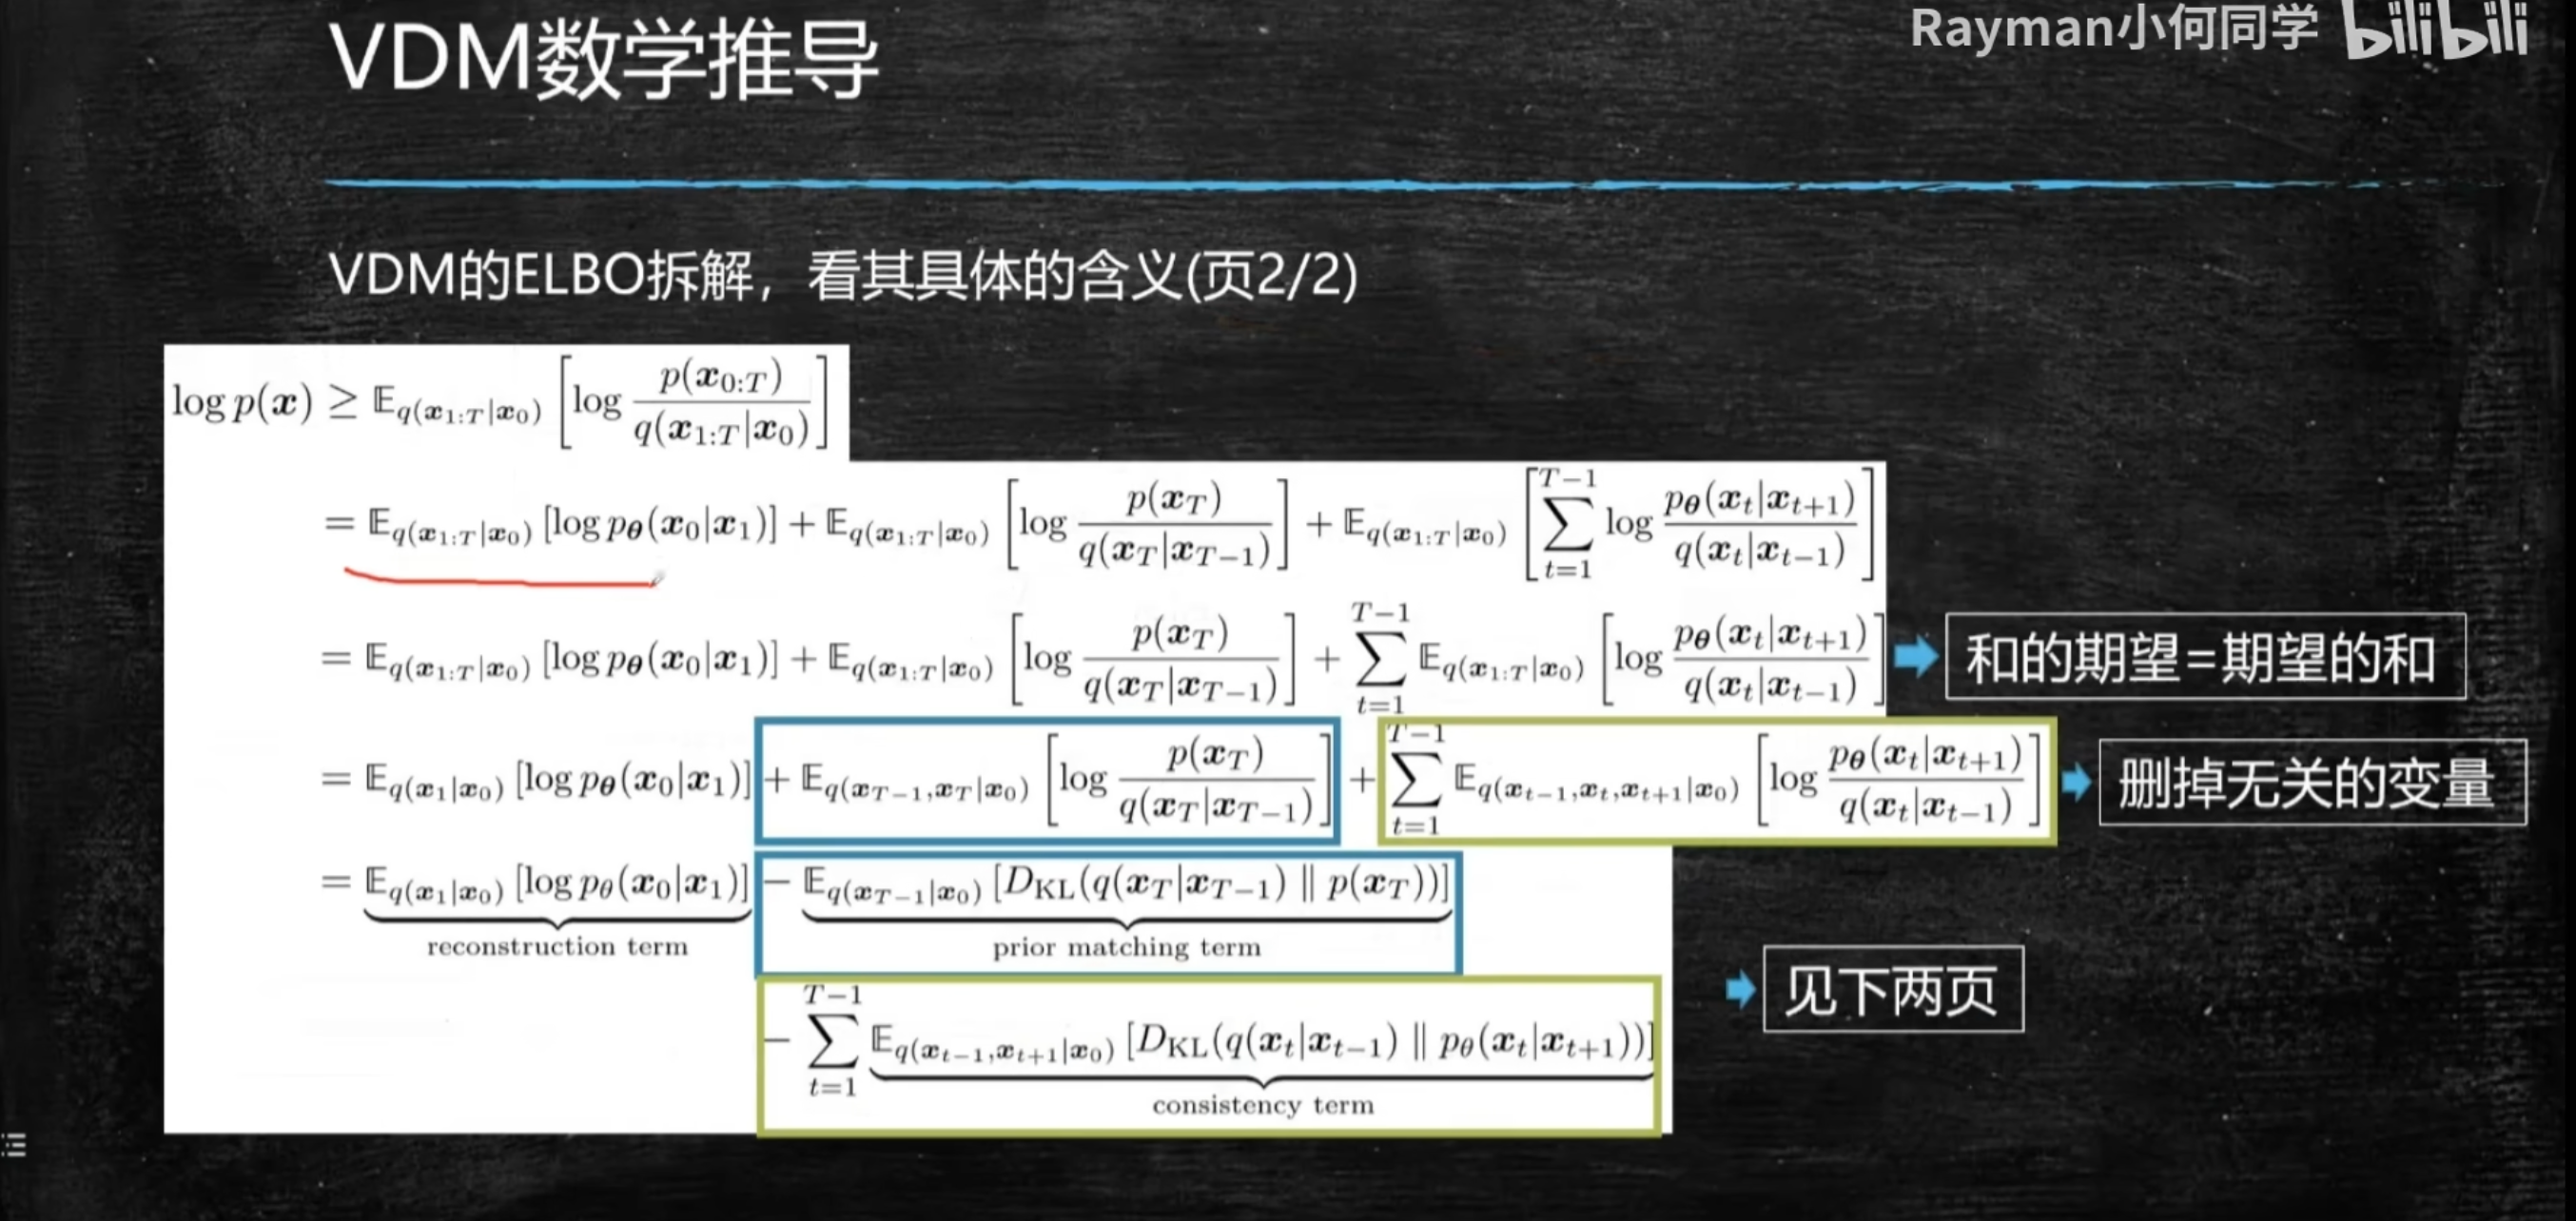 Rayman小何同学 bilibili
VDM数学推导
VDM的ELBO拆解，看其具体的含义(页2/2)
$\log p(\boldsymbol{x}) \geq \mathbb{E}_{q(\boldsymbol{x}_{1:T}|\boldsymbol{x}_0)}\left[\log \frac{p(\boldsymbol{x}_{0:T})}{q(\boldsymbol{x}_{1:T}|\boldsymbol{x}_0)}\right]$
$= \mathbb{E}_{q(\boldsymbol{x}_{1:T}|\boldsymbol{x}_0)}[\log p_{\boldsymbol{\theta}}(\boldsymbol{x}_0|\boldsymbol{x}_1)] + \mathbb{E}_{q(\boldsymbol{x}_{1:T}|\boldsymbol{x}_0)}\left[\log \frac{p(\boldsymbol{x}_T)}{q(\boldsymbol{x}_T|\boldsymbol{x}_{T-1})}\right] + \mathbb{E}_{q(\boldsymbol{x}_{1:T}|\boldsymbol{x}_0)}\left[\sum_{t=1}^{T-1} \log \frac{p_{\boldsymbol{\theta}}(\boldsymbol{x}_t|\boldsymbol{x}_{t+1})}{q(\boldsymbol{x}_t|\boldsymbol{x}_{t-1})}\right]$
$= \mathbb{E}_{q(\boldsymbol{x}_{1:T}|\boldsymbol{x}_0)}[\log p_{\boldsymbol{\theta}}(\boldsymbol{x}_0|\boldsymbol{x}_1)] + \mathbb{E}_{q(\boldsymbol{x}_{1:T}|\boldsymbol{x}_0)}\left[\log \frac{p(\boldsymbol{x}_T)}{q(\boldsymbol{x}_T|\boldsymbol{x}_{T-1})}\right] + \sum_{t=1}^{T-1} \mathbb{E}_{q(\boldsymbol{x}_{1:T}|\boldsymbol{x}_0)}\left[\log \frac{p_{\boldsymbol{\theta}}(\boldsymbol{x}_t|\boldsymbol{x}_{t+1})}{q(\boldsymbol{x}_t|\boldsymbol{x}_{t-1})}\right]$ 和的期望=期望的和
$= \mathbb{E}_{q(\boldsymbol{x}_1|\boldsymbol{x}_0)}[\log p_{\boldsymbol{\theta}}(\boldsymbol{x}_0|\boldsymbol{x}_1)] + \mathbb{E}_{q(\boldsymbol{x}_{T-1},\boldsymbol{x}_T|\boldsymbol{x}_0)}\left[\log \frac{p(\boldsymbol{x}_T)}{q(\boldsymbol{x}_T|\boldsymbol{x}_{T-1})}\right] + \sum_{t=1}^{T-1} \mathbb{E}_{q(\boldsymbol{x}_{t-1},\boldsymbol{x}_t,\boldsymbol{x}_{t+1}|\boldsymbol{x}_0)}\left[\log \frac{p_{\boldsymbol{\theta}}(\boldsymbol{x}_t|\boldsymbol{x}_{t+1})}{q(\boldsymbol{x}_t|\boldsymbol{x}_{t-1})}\right]$ 删掉无关的变量
$= \mathbb{E}_{q(\boldsymbol{x}_1|\boldsymbol{x}_0)}[\log p_\theta(\boldsymbol{x}_0|\boldsymbol{x}_1)] - \mathbb{E}_{q(\boldsymbol{x}_{T-1}|\boldsymbol{x}_0)}[D_{\mathrm{KL}}(q(\boldsymbol{x}_T|\boldsymbol{x}_{T-1}) \parallel p(\boldsymbol{x}_T))]$
reconstruction term prior matching term
见下两页
$- \sum_{t=1}^{T-1} \mathbb{E}_{q(\boldsymbol{x}_{t-1},\boldsymbol{x}_{t+1}|\boldsymbol{x}_0)}[D_{\mathrm{KL}}(q(\boldsymbol{x}_t|\boldsymbol{x}_{t-1}) \parallel p_\theta(\boldsymbol{x}_t|\boldsymbol{x}_{t+1}))]$
consistency term